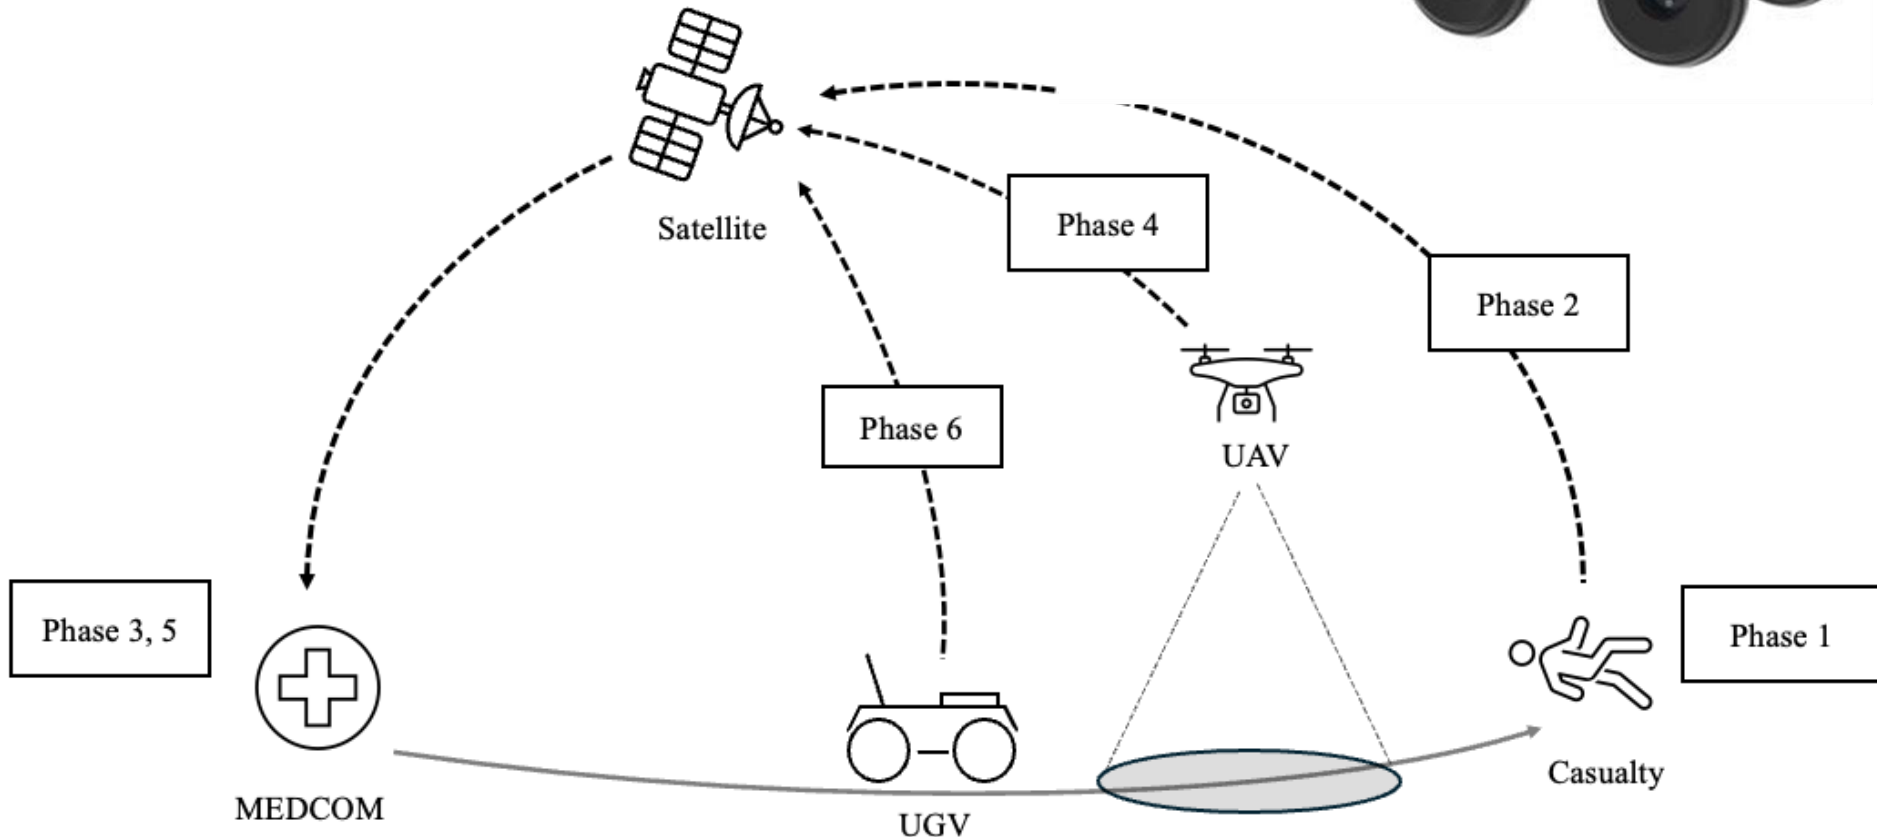 Satellite
Phase 4
Phase 2
Phase 6
UAV
Phase 3, 5
Phase 1
MEDCOM
UGV
Casualty